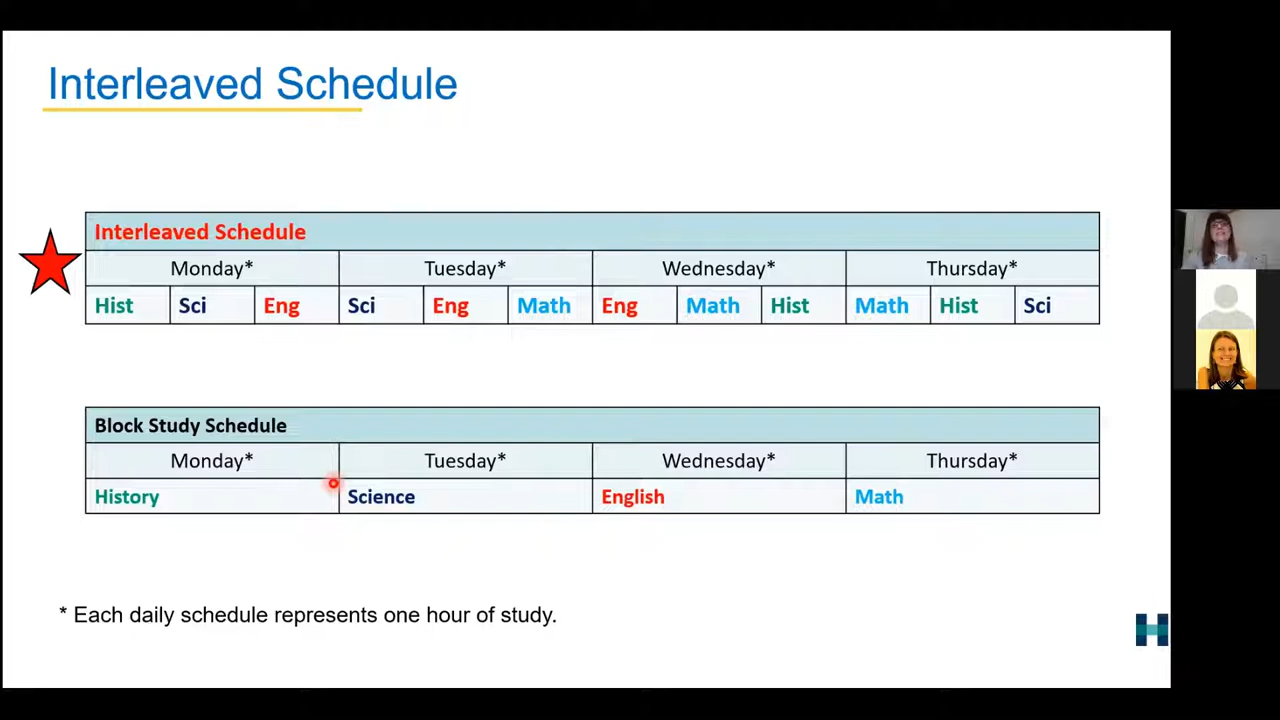 Interleaved Schedule
Interleaved Schedule
Monday* Tuesday* Wednesday* Thursday*
Hist Sci Eng Sci Eng Math Eng Math Hist Math Hist Sci
Block Study Schedule
Monday* Tuesday* Wednesday* Thursday*
History Science English Math
* Each daily schedule represents one hour of study.
H